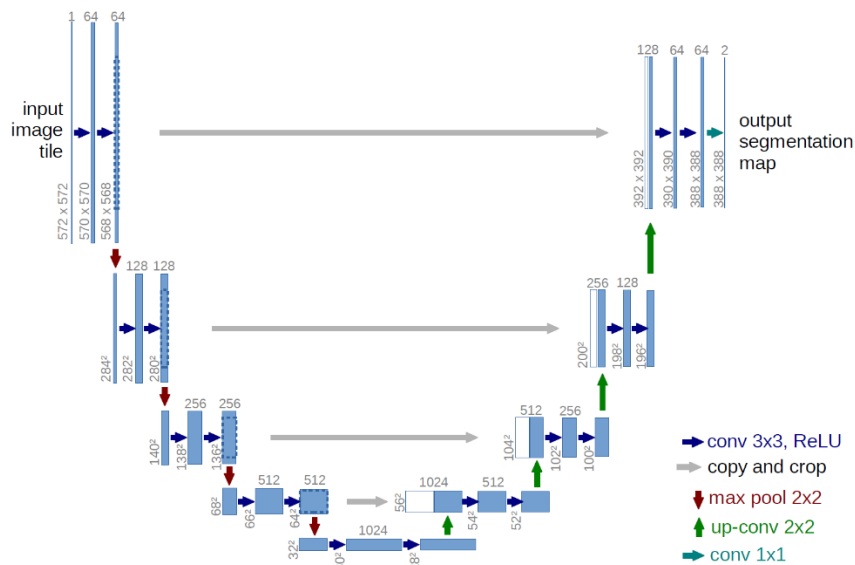 1 64 64
input
image
tile
572 x 572
570 x 570
568 x 568
128 64 64 2
output
segmentation
map
392 x 392
390 x 390
388 x 388
388 x 388
128 128
284²
282²
280²
256 128
200²
198²
196²
256 256
140²
138²
136²
512 256
104²
102²
100²
512 512
68²
66²
64²
1024 512
56²
54²
52²
1024
32²
0²
8²
conv 3x3, ReLU
copy and crop
max pool 2x2
up-conv 2x2
conv 1x1